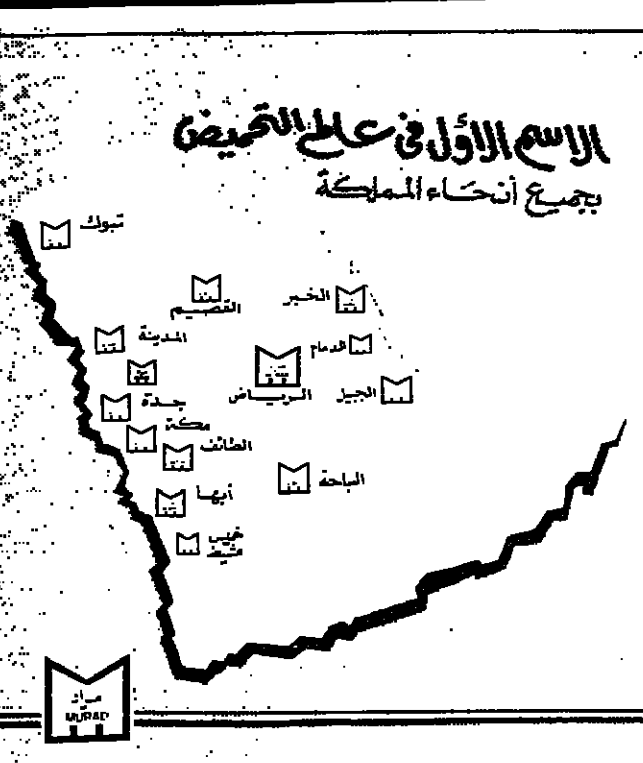 الاسم الأول في عالم التحميض
بجميع أنحاء المملكة
تبوك
القصيم
الخبر
المدينة
الدمام
الرياض
الجبيل
جدة
مكة
الطائف
الباحة
أبها
خميس
مشيط
مراد
MURAD